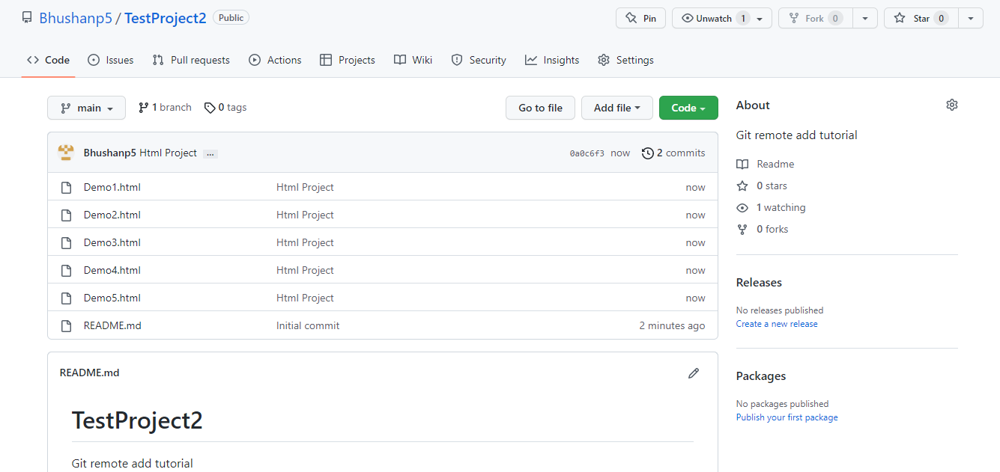 Bhushanp5 / TestProject2 Public Pin Unwatch 1 Fork 0 Star 0
<> Code Issues Pull requests Actions Projects Wiki Security Insights Settings
main 1 branch 0 tags Go to file Add file Code
About
Git remote add tutorial
Readme
0 stars
1 watching
0 forks
Releases
No releases published
Create a new release
Packages
No packages published
Publish your first package
Bhushanp5 Html Project ... 0a0c6f3 now 2 commits
Demo1.html Html Project now
Demo2.html Html Project now
Demo3.html Html Project now
Demo4.html Html Project now
Demo5.html Html Project now
README.md Initial commit 2 minutes ago
README.md
TestProject2
Git remote add tutorial